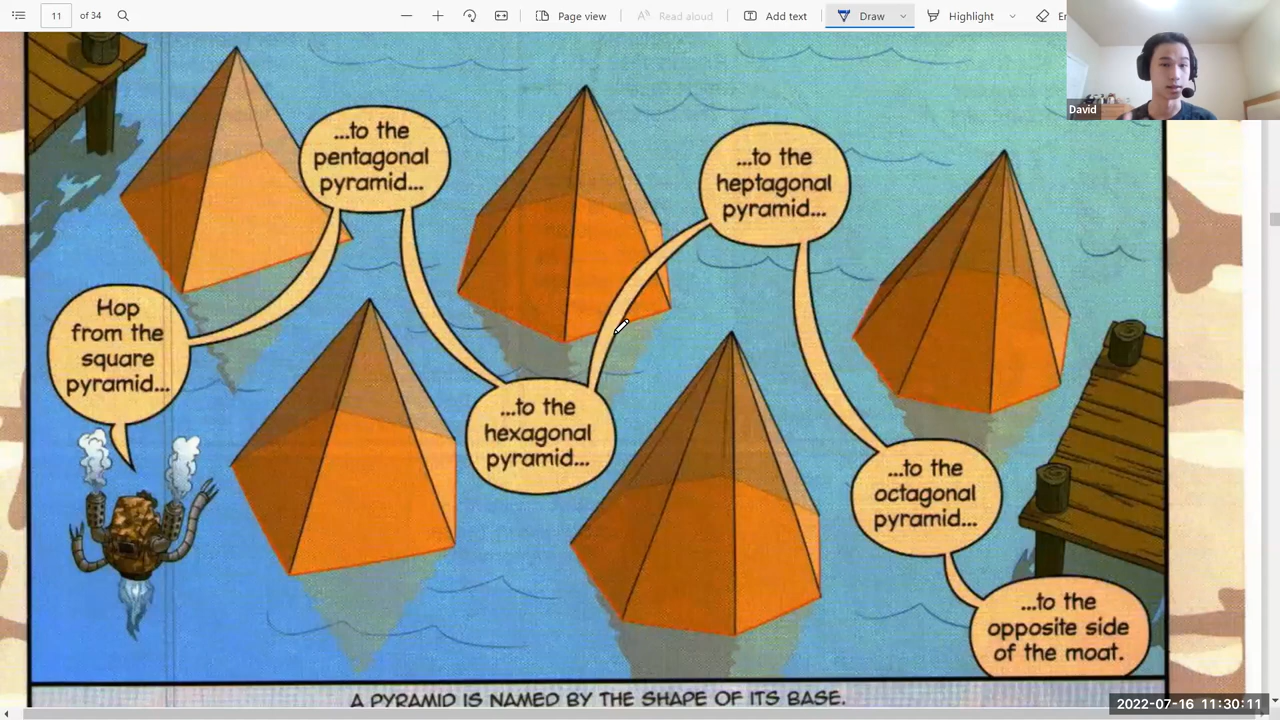 11 of 34
Page view
Read aloud
Add text
Draw
Highlight
David
...to the
pentagonal
pyramid...
...to the
heptagonal
pyramid...
Hop
from the
square
pyramid...
...to the
hexagonal
pyramid...
...to the
octagonal
pyramid...
...to the
opposite side
of the moat.
A PYRAMID IS NAMED BY THE SHAPE OF ITS BASE.
2022-07-16 11:30:11